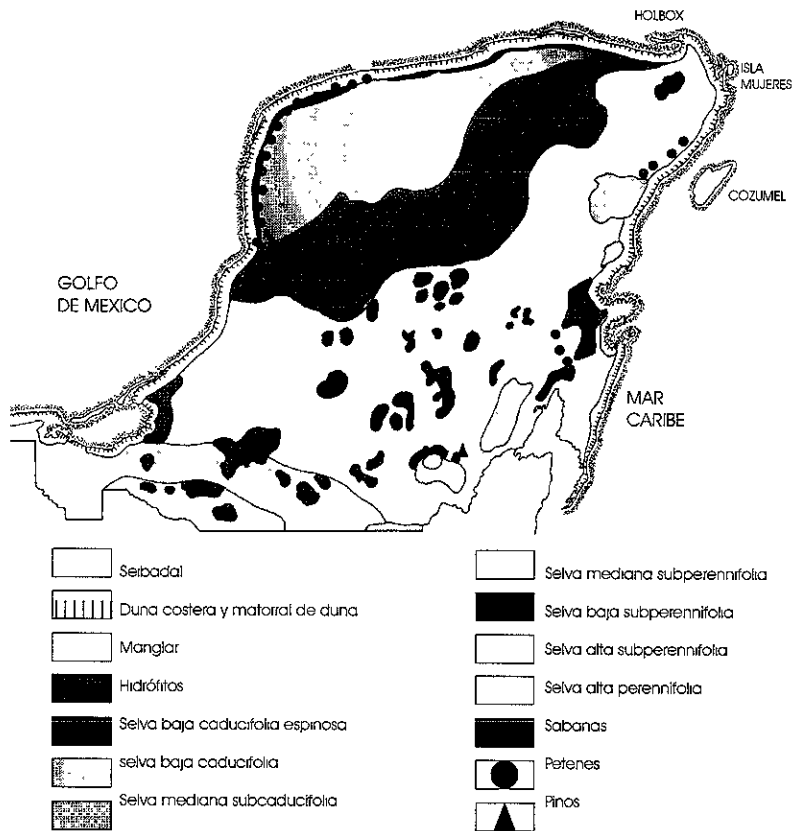 HOLBOX
ISLA
MUJERES
COZUMEL
GOLFO
DE MEXICO
MAR
CARIBE
Seibadal
Duna costera y matorral de duna
Manglar
Hidrófitos
Selva baja caducifolia espinosa
selva baja caducifolia
Selva mediana subcaducifolia
Selva mediana subperennifolia
Selva baja subperennifolia
Selva alta subperennifolia
Selva alta perennifolia
Sabanas
Petenes
Pinos